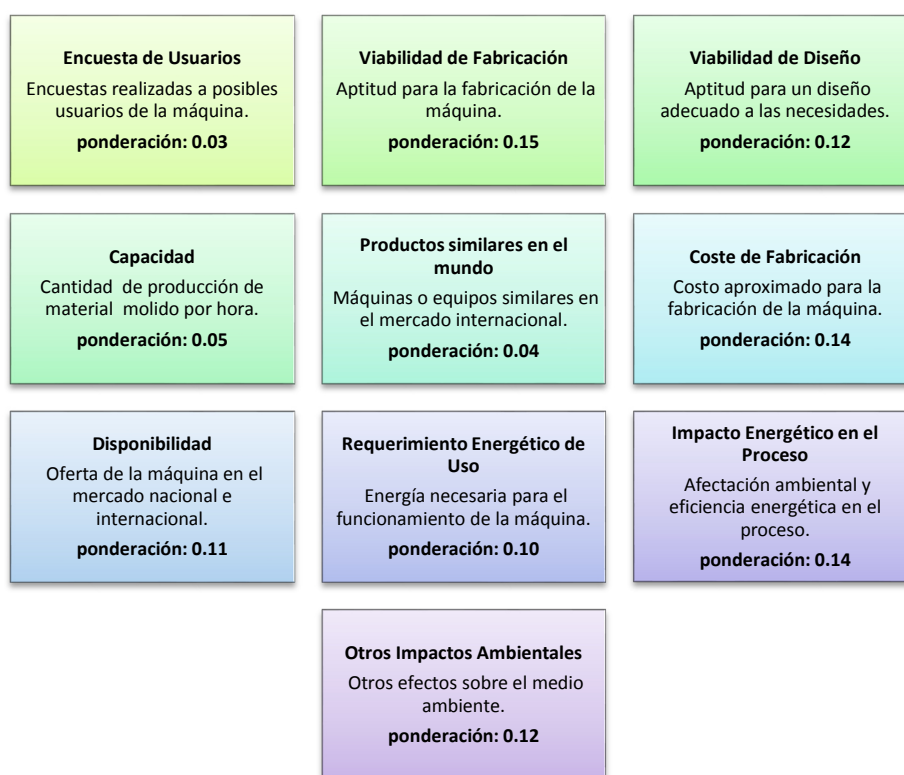 Encuesta de Usuarios
Encuestas realizadas a posibles
usuarios de la máquina.
ponderación: 0.03
Viabilidad de Fabricación
Aptitud para la fabricación de la
máquina.
ponderación: 0.15
Viabilidad de Diseño
Aptitud para un diseño
adecuado a las necesidades.
ponderación: 0.12
Capacidad
Cantidad de producción de
material molido por hora.
ponderación: 0.05
Productos similares en el
mundo
Máquinas o equipos similares en
el mercado internacional.
ponderación: 0.04
Coste de Fabricación
Costo aproximado para la
fabricación de la máquina.
ponderación: 0.14
Disponibilidad
Oferta de la máquina en el
mercado nacional e
internacional.
ponderación: 0.11
Requerimiento Energético de
Uso
Energía necesaria para el
funcionamiento de la máquina.
ponderación: 0.10
Impacto Energético en el
Proceso
Afectación ambiental y
eficiencia energética en el
proceso.
ponderación: 0.14
Otros Impactos Ambientales
Otros efectos sobre el medio
ambiente.
ponderación: 0.12